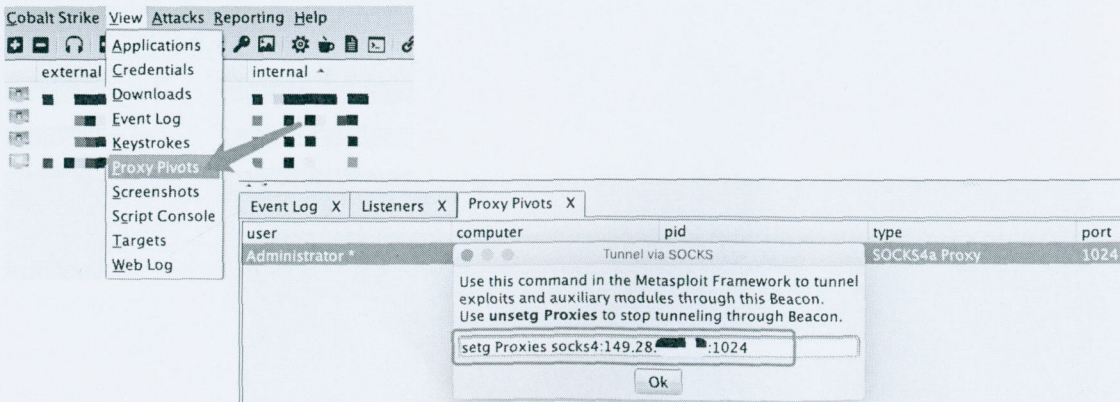 Cobalt Strike View Attacks Reporting Help
external
internal
Applications
Credentials
Downloads
Event Log
Keystrokes
Proxy Pivots
Screenshots
Script Console
Targets
Web Log
Event Log X Listeners X Proxy Pivots X
user computer pid type port
Administrator * SOCKS4a Proxy 1024
Tunnel via SOCKS
Use this command in the Metasploit Framework to tunnel
exploits and auxiliary modules through this Beacon.
Use unsetg Proxies to stop tunneling through Beacon.
setg Proxies socks4:149.28. :1024
Ok